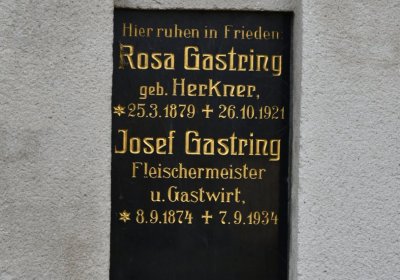 Hier ruhen in Frieden:
Rosa Gastring
geb. Herkner,
* 25.3.1879 ✝ 26.10.1921
Josef Gastring
Fleischermeister
u. Gastwirt,
* 8.9.1874 ✝ 7.9.1934